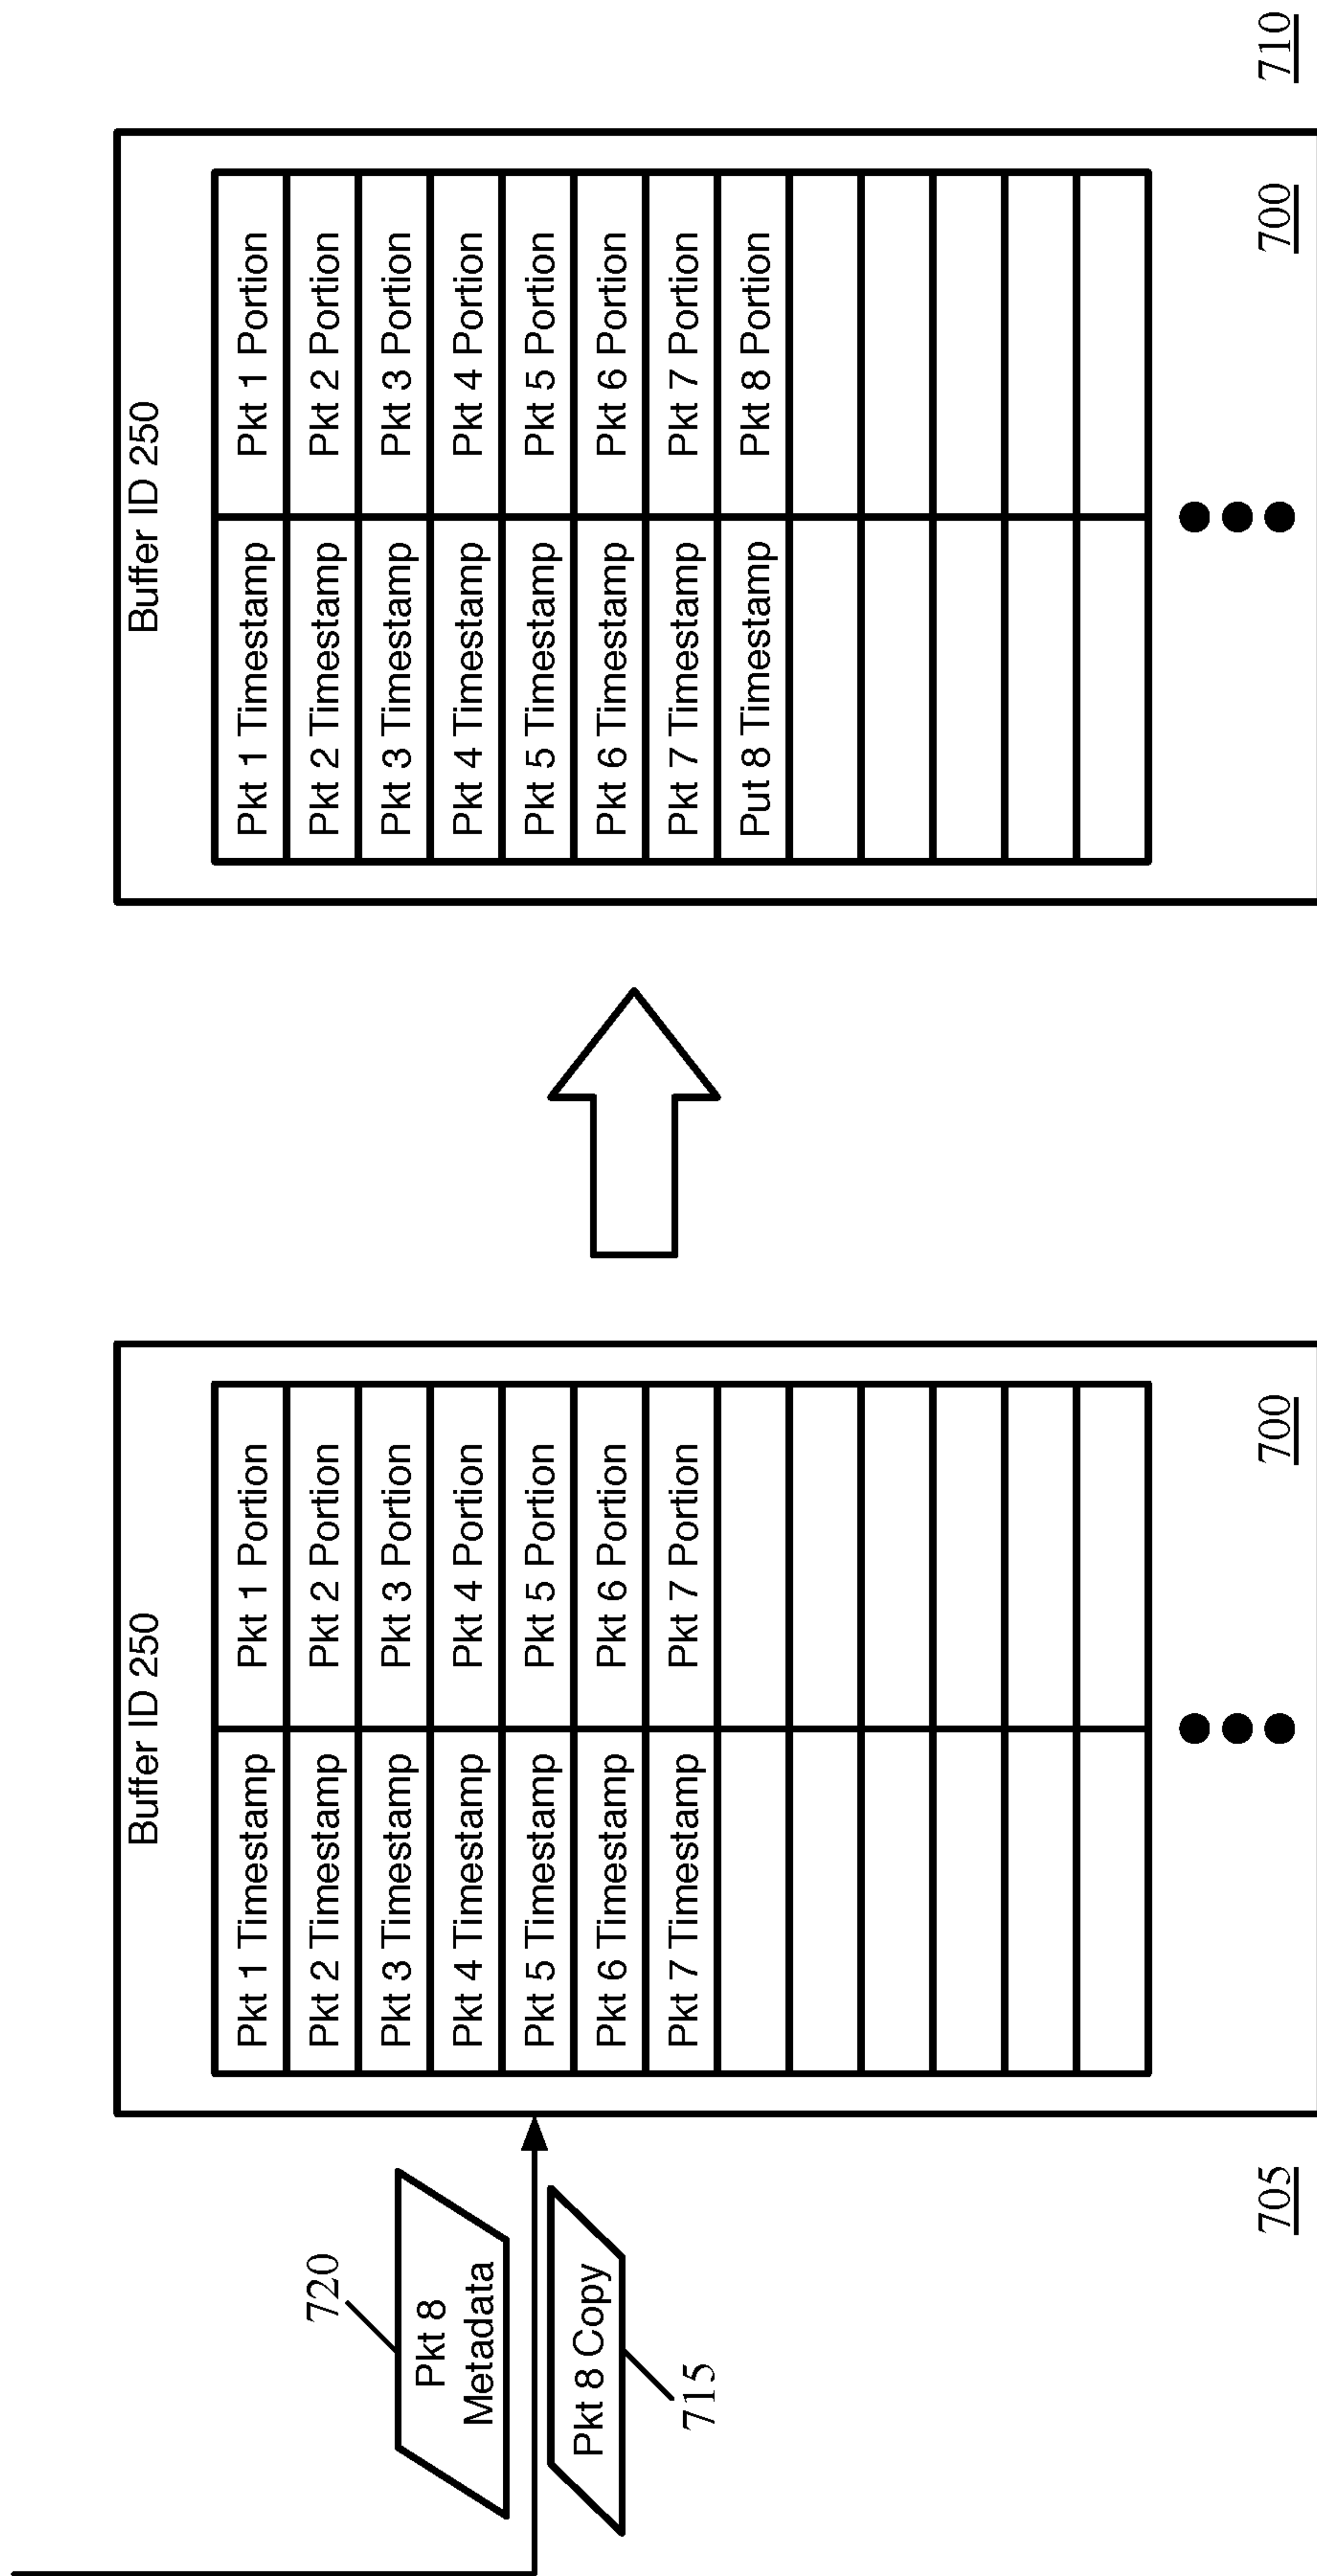 720
Pkt 8
Metadata
Pkt 8 Copy
715
705
Buffer ID 250
Pkt 1 Timestamp Pkt 1 Portion
Pkt 2 Timestamp Pkt 2 Portion
Pkt 3 Timestamp Pkt 3 Portion
Pkt 4 Timestamp Pkt 4 Portion
Pkt 5 Timestamp Pkt 5 Portion
Pkt 6 Timestamp Pkt 6 Portion
Pkt 7 Timestamp Pkt 7 Portion
700
Buffer ID 250
Pkt 1 Timestamp Pkt 1 Portion
Pkt 2 Timestamp Pkt 2 Portion
Pkt 3 Timestamp Pkt 3 Portion
Pkt 4 Timestamp Pkt 4 Portion
Pkt 5 Timestamp Pkt 5 Portion
Pkt 6 Timestamp Pkt 6 Portion
Pkt 7 Timestamp Pkt 7 Portion
Put 8 Timestamp Pkt 8 Portion
700
710